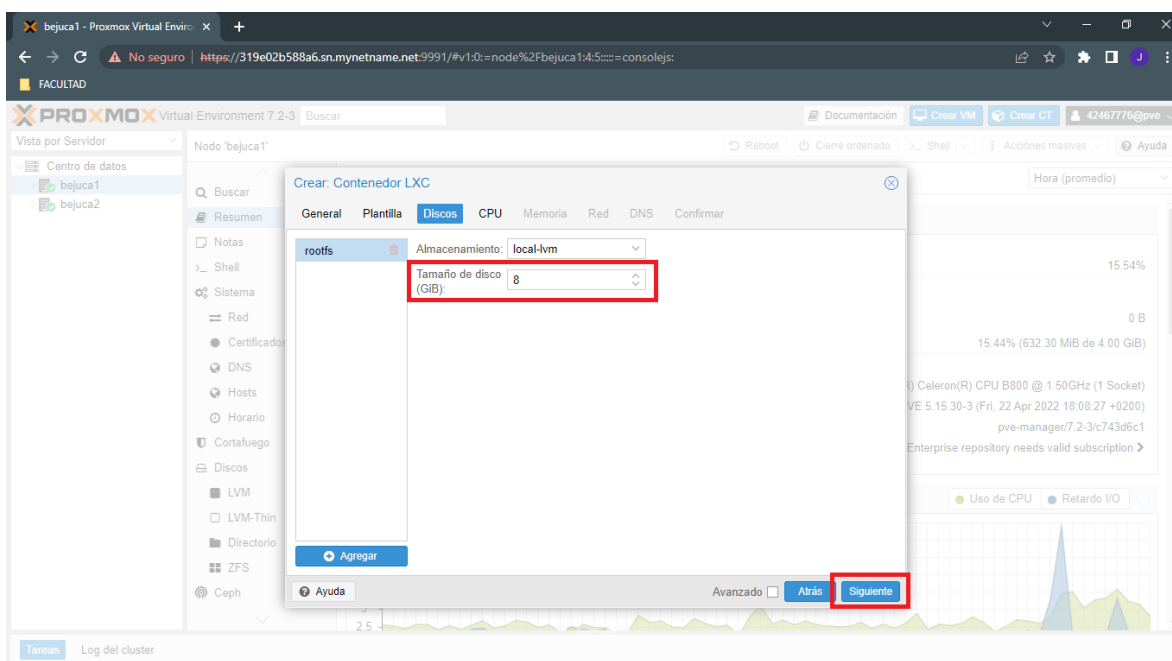 bejuca1 - Proxmox Virtual Enviro
No seguro | https://319e02b588a6.sn.mynetname.net:9991/#v1:0:=node%2Fbejuca1:4:5:::::=consolejs:
J
FACULTAD
PROXMOX Virtual Environment 7.2-3 Buscar
Documentación Crear VM Crear CT 42467776@pve
Vista por Servidor
Nodo 'bejuca1'
Reboot Cierre ordenado >_ Shell Acciones masivas Ayuda
Centro de datos
bejuca1
bejuca2
Buscar
Resumen
Notas
>_ Shell
Sistema
Red
Certificados
DNS
Hosts
Horario
Cortafuego
Discos
LVM
LVM-Thin
Directorio
ZFS
Ceph
Crear: Contenedor LXC
General Plantilla Discos CPU Memoria Red DNS Confirmar
rootfs
Almacenamiento: local-lvm
Tamaño de disco
(GiB): 8
Agregar
Ayuda
Avanzado Atrás Siguiente
Hora (promedio)
15.54%
0 B
15.44% (632.30 MiB de 4.00 GiB)
Celeron(R) CPU B800 @ 1.50GHz (1 Socket)
VE 5.15.30-3 (Fri, 22 Apr 2022 18:08:27 +0200)
pve-manager/7.2-3/c743d6c1
Enterprise repository needs valid subscription
Uso de CPU Retardo I/O
2.5
Tareas Log del cluster